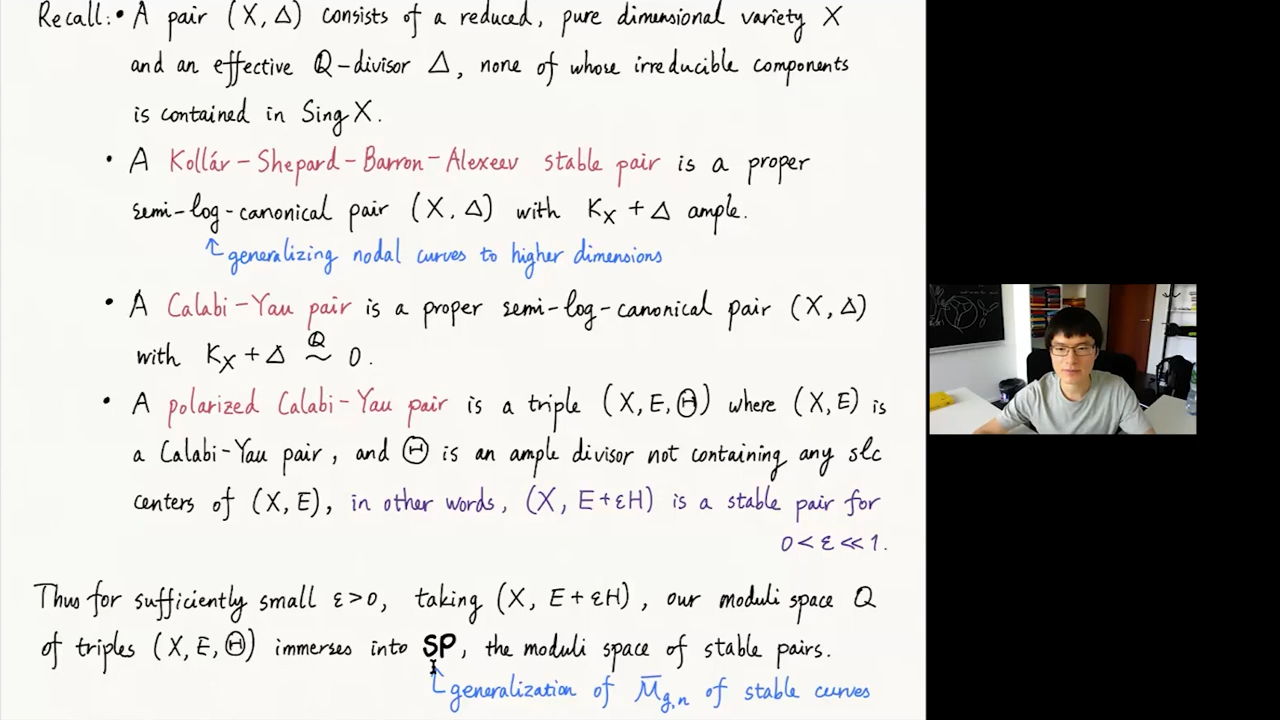 Recall: • A pair (X, Δ) consists of a reduced, pure dimensional variety X
and an effective Q-divisor Δ, none of whose irreducible components
is contained in Sing X.
• A Kollár-Shepard-Barron-Alexeev stable pair is a proper
semi-log-canonical pair (X, Δ) with K_X + Δ ample.
generalizing nodal curves to higher dimensions
• A Calabi-Yau pair is a proper semi-log-canonical pair (X, Δ)
with K_X + Δ ~^Q 0.
• A polarized Calabi-Yau pair is a triple (X, E, Θ) where (X, E) is
a Calabi-Yau pair, and Θ is an ample divisor not containing any slc
centers of (X, E), in other words, (X, E+εH) is a stable pair for
0<ε≪1.
Thus for sufficiently small ε>0, taking (X, E+εH), our moduli space Q
of triples (X, E, Θ) immerses into SP, the moduli space of stable pairs.
generalization of M̄_{g,n} of stable curves